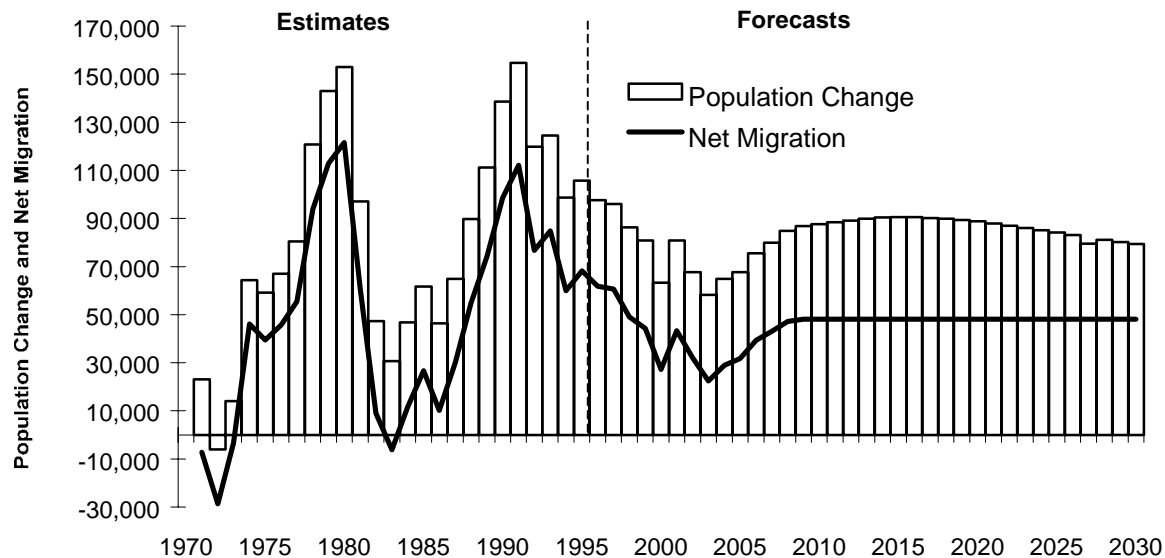 Estimates
Forecasts
Population Change and Net Migration
170,000
150,000
130,000
110,000
90,000
70,000
50,000
30,000
10,000
-10,000
-30,000
Population Change
Net Migration
1970 1975 1980 1985 1990 1995 2000 2005 2010 2015 2020 2025 2030